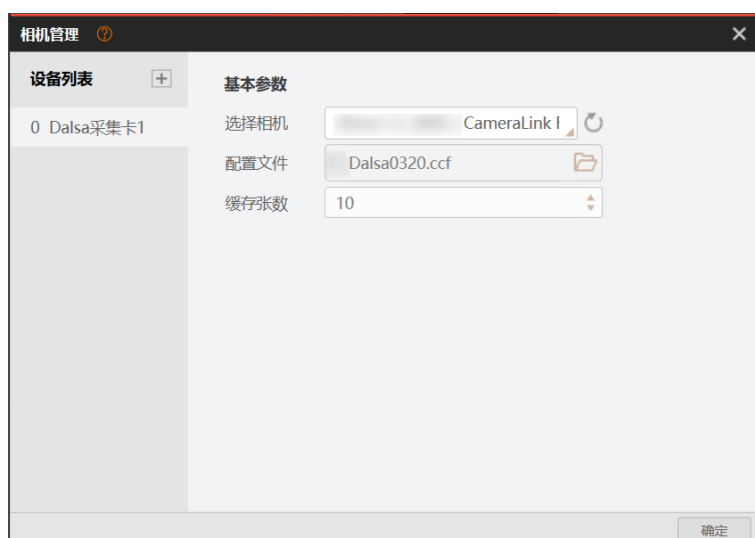 相机管理
设备列表
0 Dalsa采集卡1
基本参数
选择相机 CameraLink
配置文件 Dalsa0320.ccf
缓存张数 10
确定